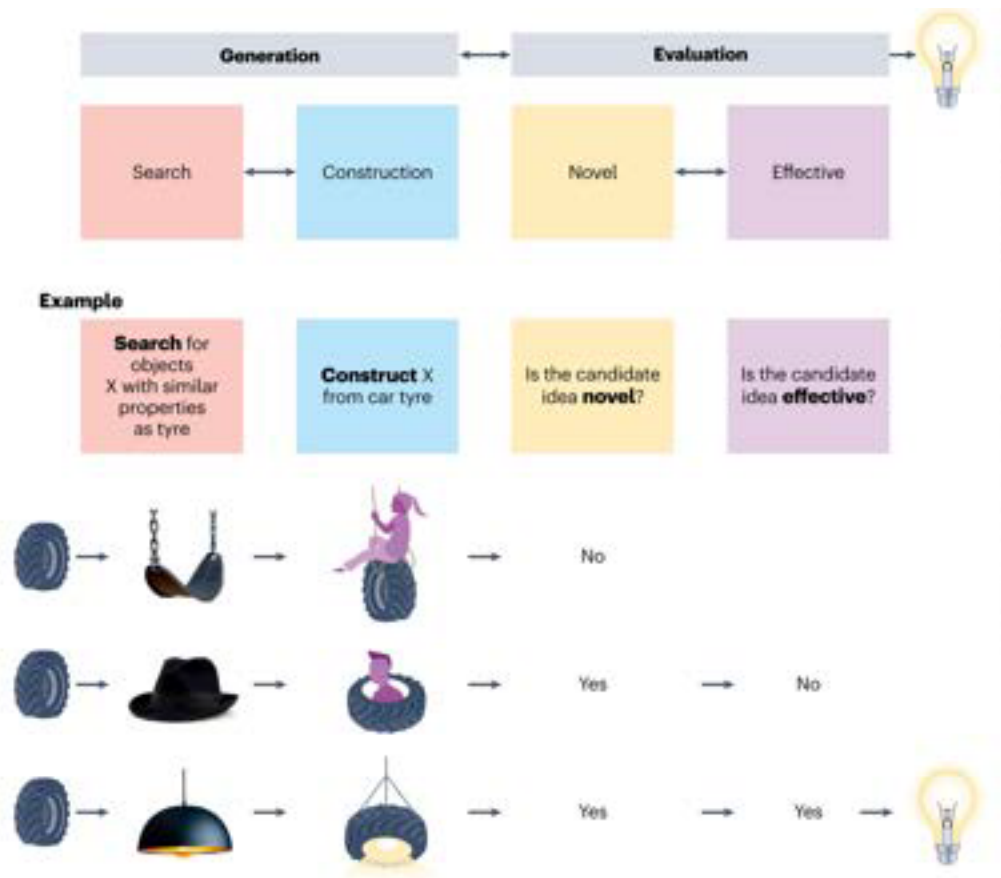 Generation
Evaluation
Search
Construction
Novel
Effective
Example
Search for
objects
X with similar
properties
as tyre
Construct X
from car tyre
Is the candidate
idea novel?
Is the candidate
idea effective?
No
Yes
No
Yes
Yes